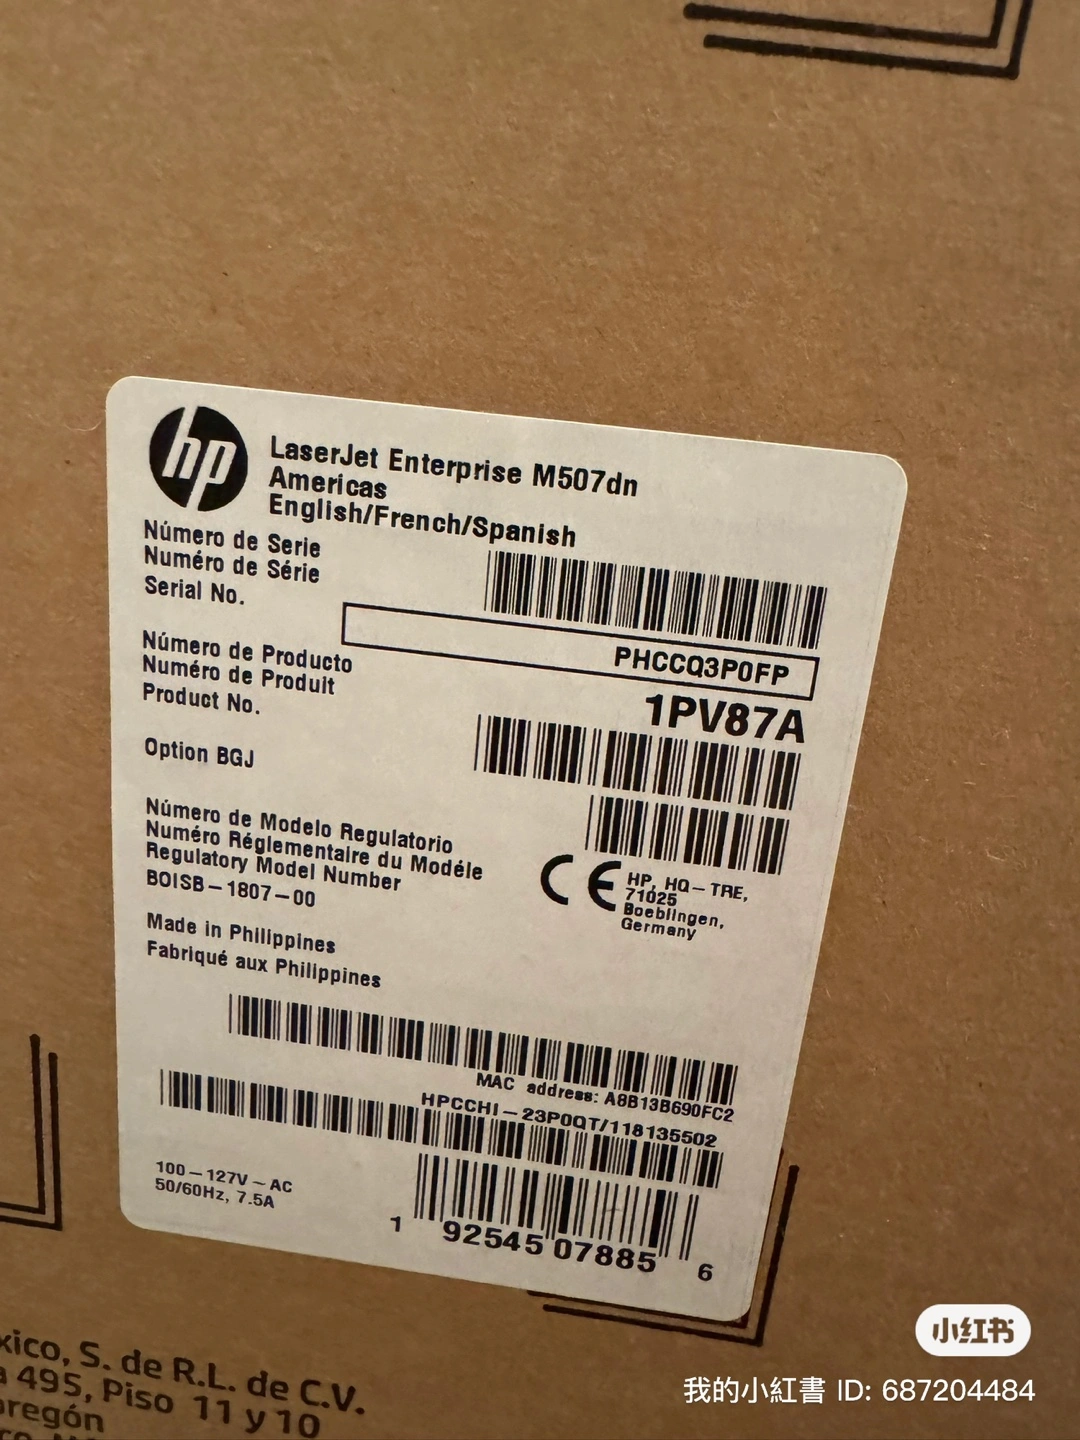 hp
LaserJet Enterprise M507dn
Americas
English/French/Spanish
Número de Serie
Numéro de Série
Serial No.
PHCCQ3P0FP
Número de Producto
Numéro de Produit
Product No.
1PV87A
Option BGJ
Número de Modelo Regulatorio
Numéro Réglementaire du Modéle
Regulatory Model Number
BOISB-1807-00
CE
HP, HQ-TRE,
71025
Boeblingen,
Germany
Made in Philippines
Fabriqué aux Philippines
MAC address: A8B13B690FC2
HPCCHI-23P0QT/118135502
100-127V~AC
50/60Hz, 7.5A
1 92545 07885 6
xico, S. de R.L. de C.V.
a 495, Piso 11 y 10
regón
小红书
我的小紅書 ID: 687204484